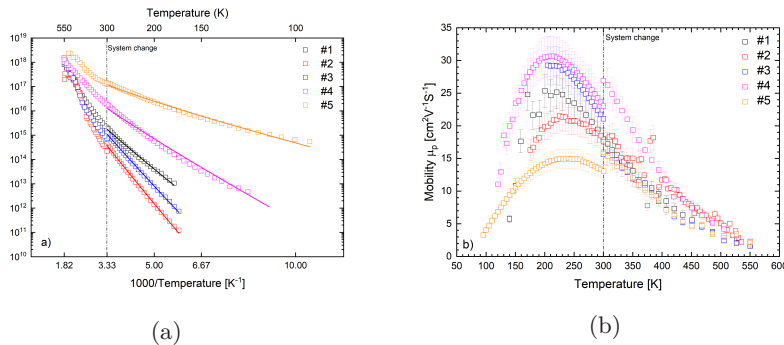 Temperature (K)
550 300 180 150 100
System change
10^19
10^18
10^17
10^16
10^15
10^14
10^13
10^12
10^11
10^10
#1
#2
#3
#4
#5
a)
1.82 3.33 5.00 6.67 10.00
1000/Temperature [K^-1]
(a)
35
30
25
20
15
10
5
0
Mobility μp [cm²V⁻¹S⁻¹]
System change
#1
#2
#3
#4
#5
b)
50 100 150 200 250 300 350 400 450 500 550 600
Temperature [K]
(b)